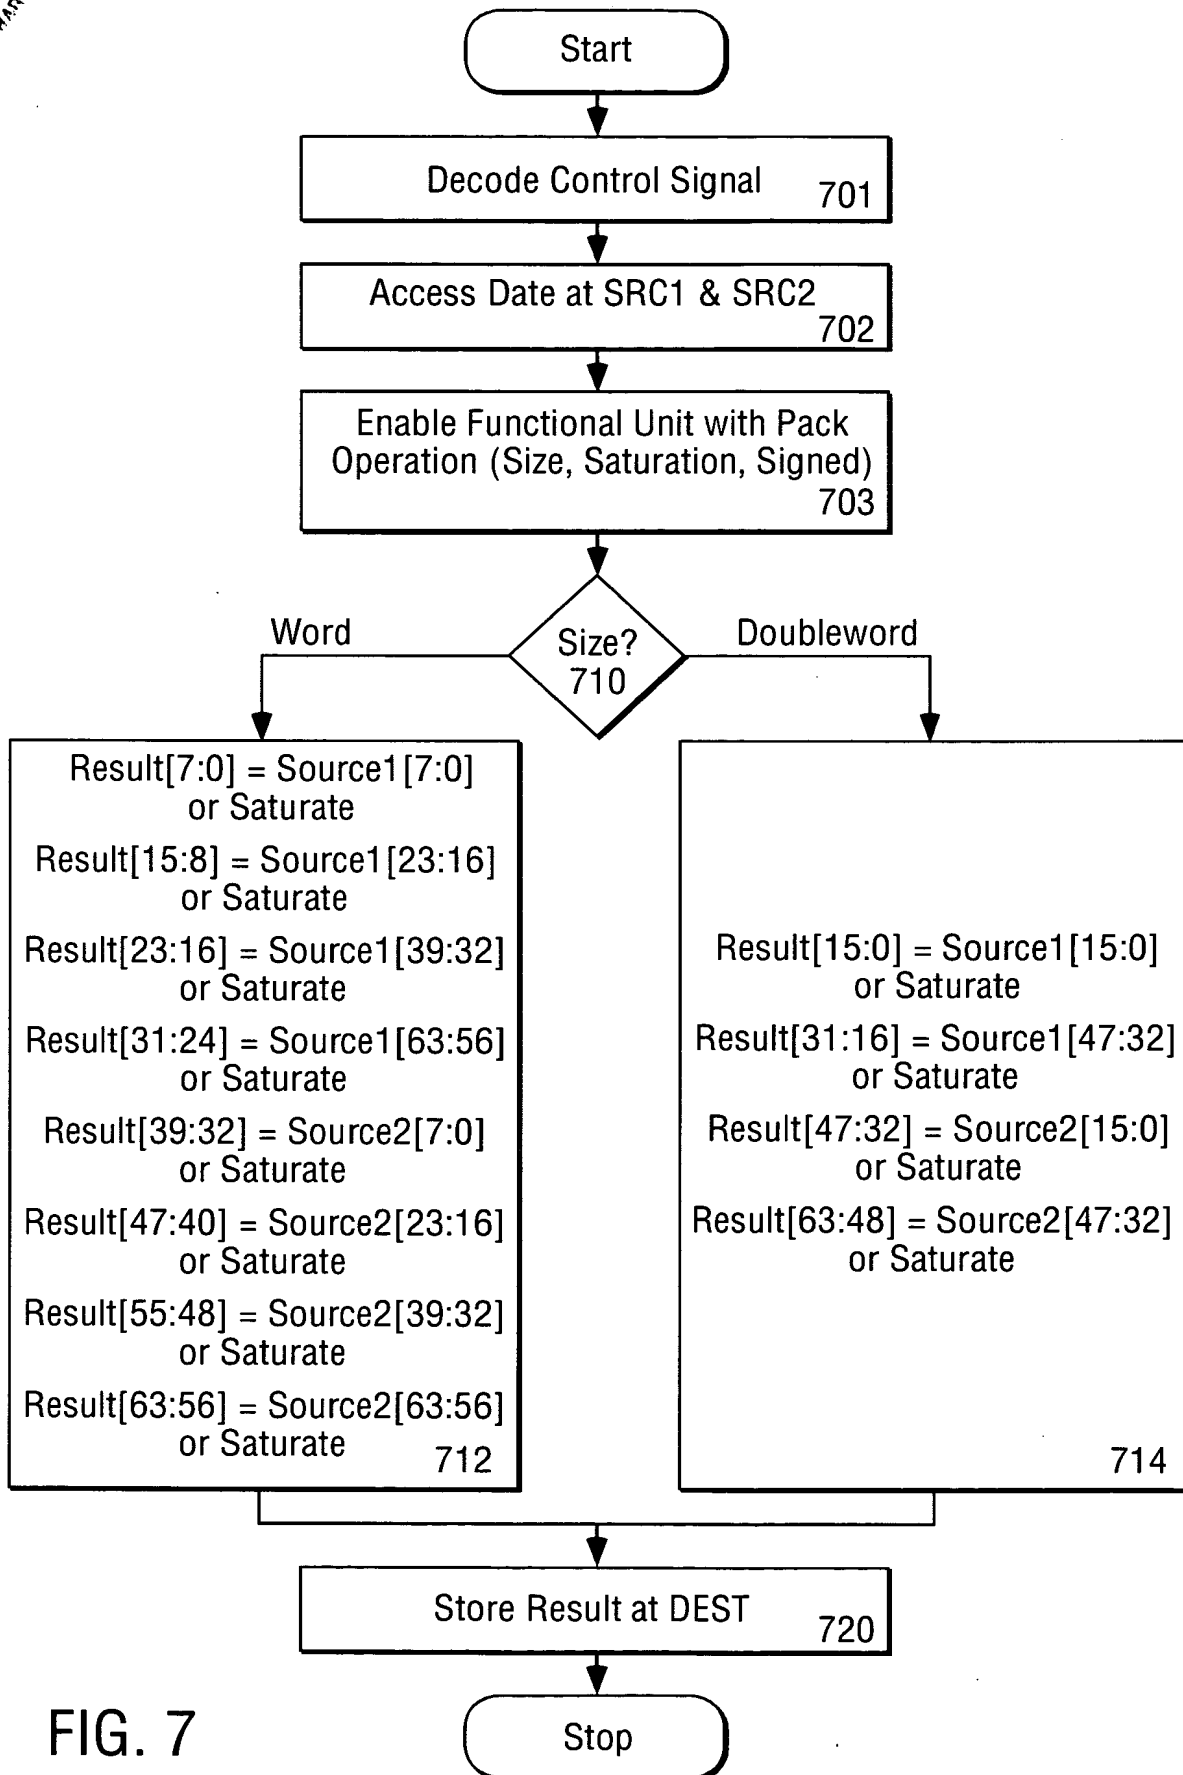 Start
Decode Control Signal
701
Access Date at SRC1 & SRC2
702
Enable Functional Unit with Pack
Operation (Size, Saturation, Signed)
703
Size?
710
Word
Doubleword
Result[7:0] = Source1[7:0]
or Saturate
Result[15:8] = Source1[23:16]
or Saturate
Result[23:16] = Source1[39:32]
or Saturate
Result[31:24] = Source1[63:56]
or Saturate
Result[39:32] = Source2[7:0]
or Saturate
Result[47:40] = Source2[23:16]
or Saturate
Result[55:48] = Source2[39:32]
or Saturate
Result[63:56] = Source2[63:56]
or Saturate
712
Result[15:0] = Source1[15:0]
or Saturate
Result[31:16] = Source1[47:32]
or Saturate
Result[47:32] = Source2[15:0]
or Saturate
Result[63:48] = Source2[47:32]
or Saturate
714
Store Result at DEST
720
Stop
FIG. 7